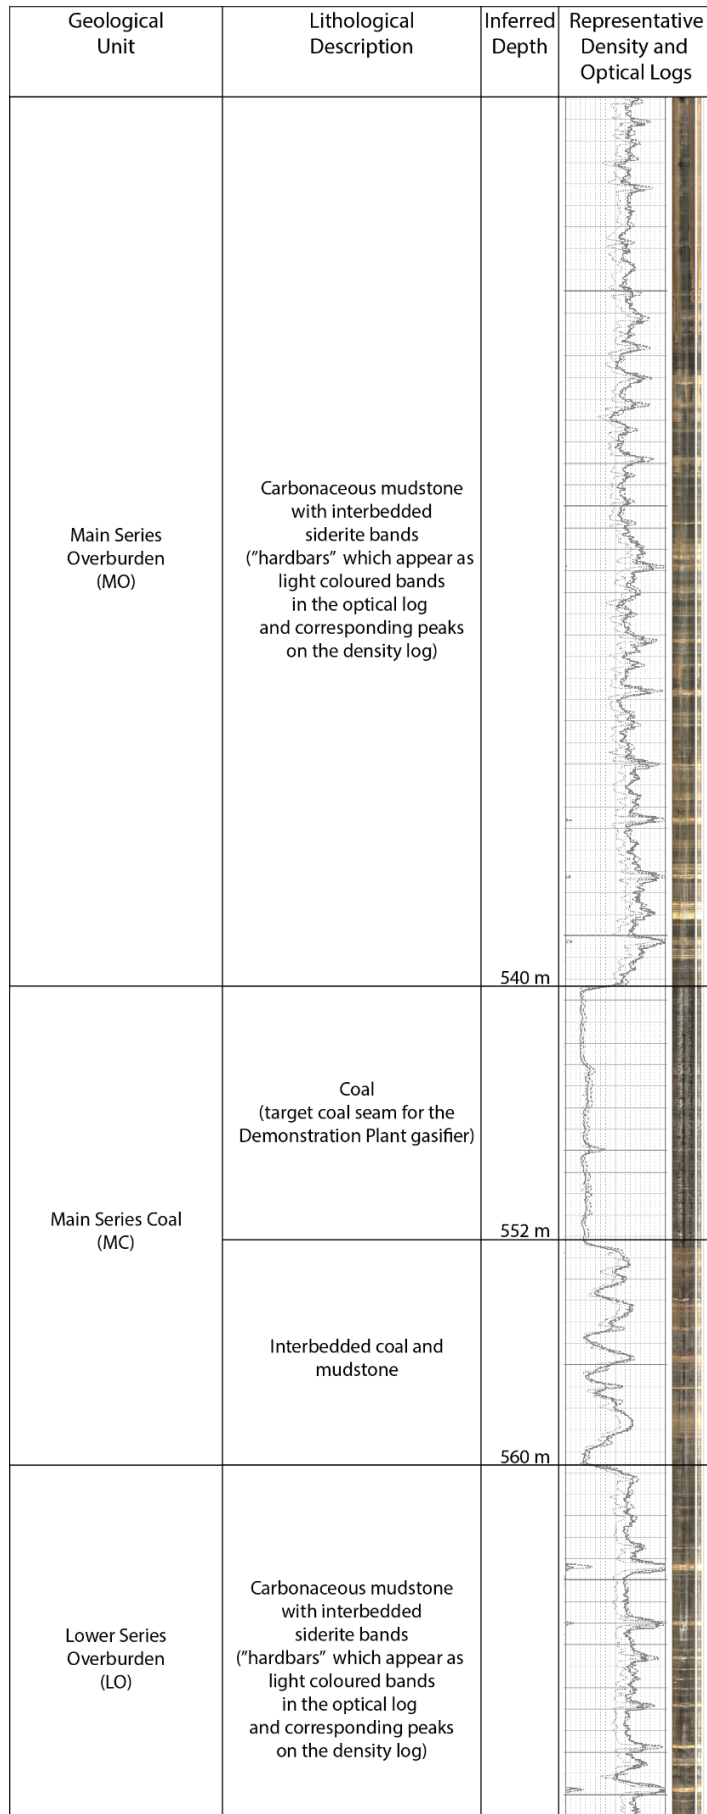 Geological
Unit
Lithological
Description
Inferred
Depth
Representative
Density and
Optical Logs
Main Series
Overburden
(MO)
Carbonaceous mudstone
with interbedded
siderite bands
("hardbars" which appear as
light coloured bands
in the optical log
and corresponding peaks
on the density log)
540 m
Main Series Coal
(MC)
Coal
(target coal seam for the
Demonstration Plant gasifier)
552 m
Interbedded coal and
mudstone
560 m
Lower Series
Overburden
(LO)
Carbonaceous mudstone
with interbedded
siderite bands
("hardbars" which appear as
light coloured bands
in the optical log
and corresponding peaks
on the density log)